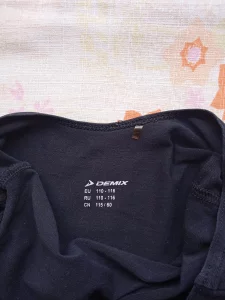 DEMIX
EU 110 - 116
RU 110 - 116
CN 115 / 60